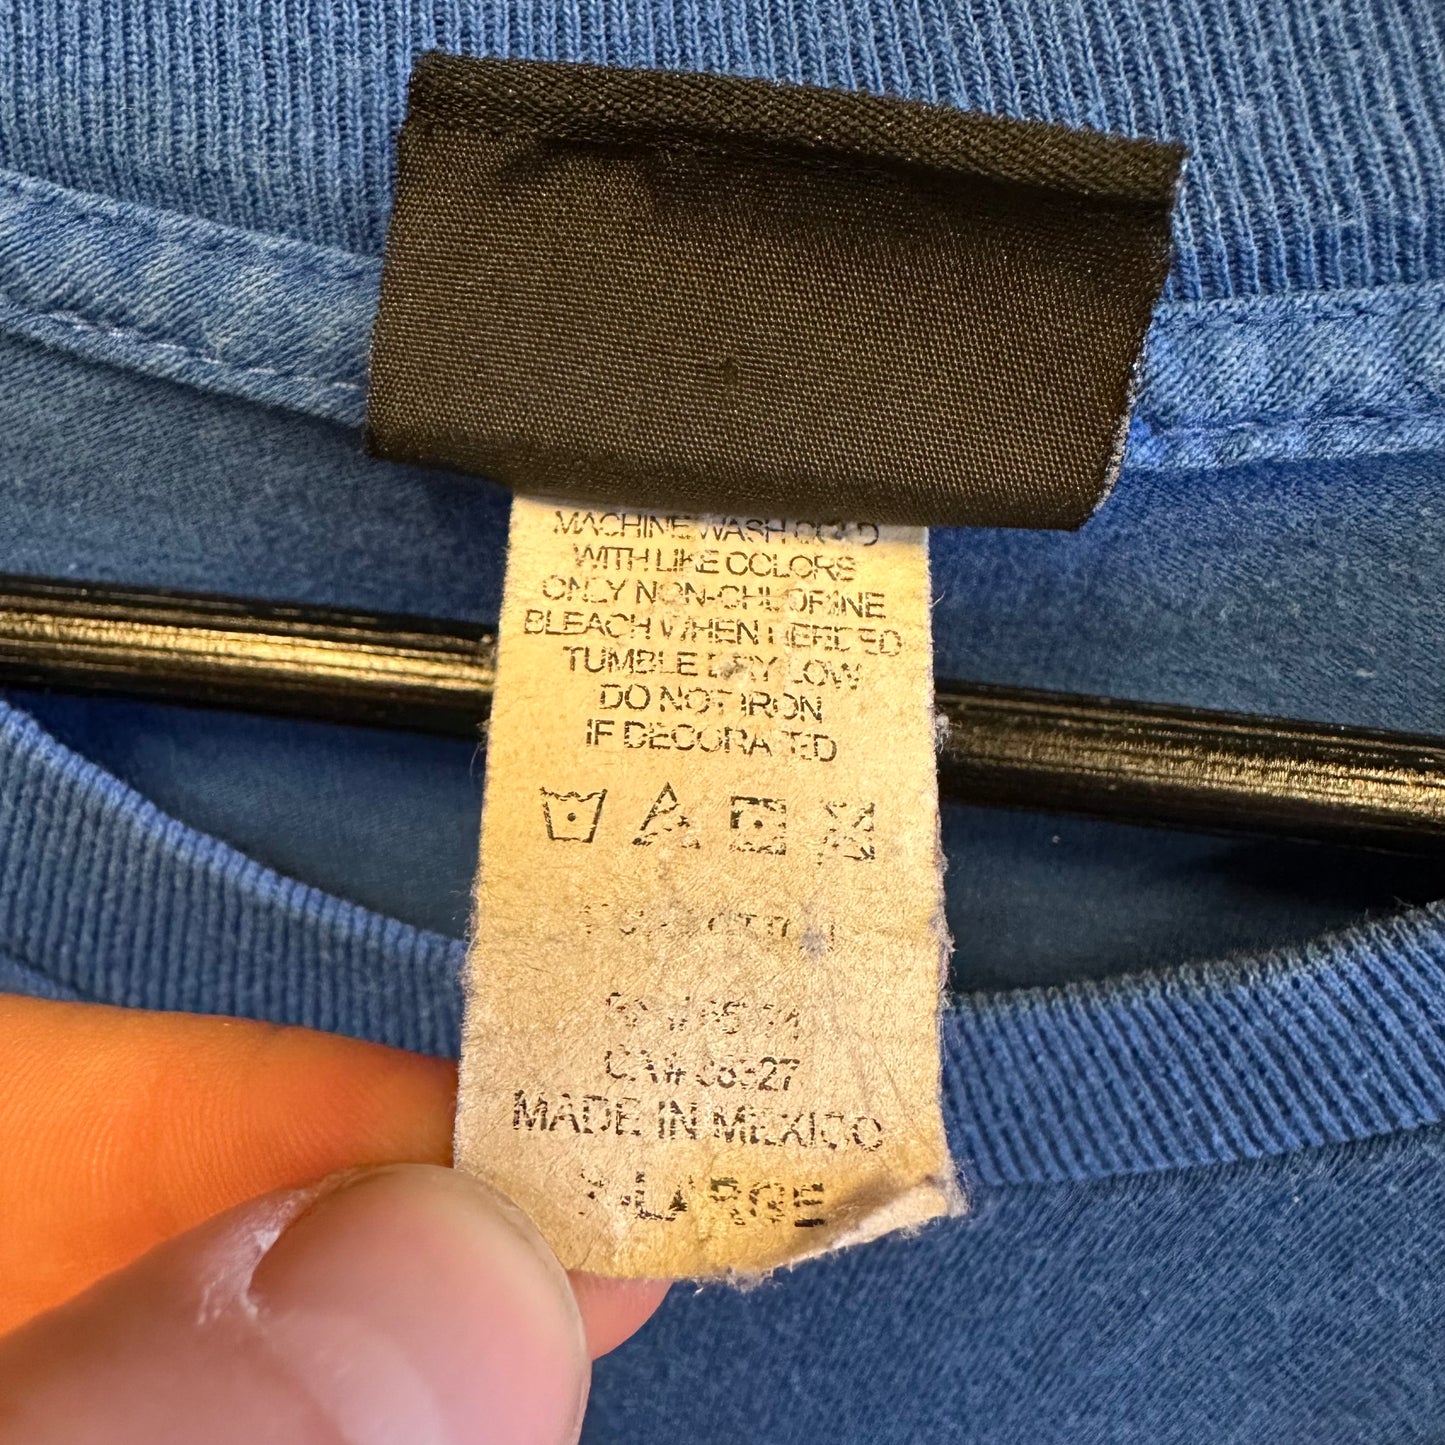 MACHINE WASH COLD
WITH LIKE COLORS
ONLY NON-CHLORINE
BLEACH WHEN NEEDED
TUMBLE DRY LOW
DO NOT IRON
IF DECORATED
MADE IN MEXICO
X-LARGE